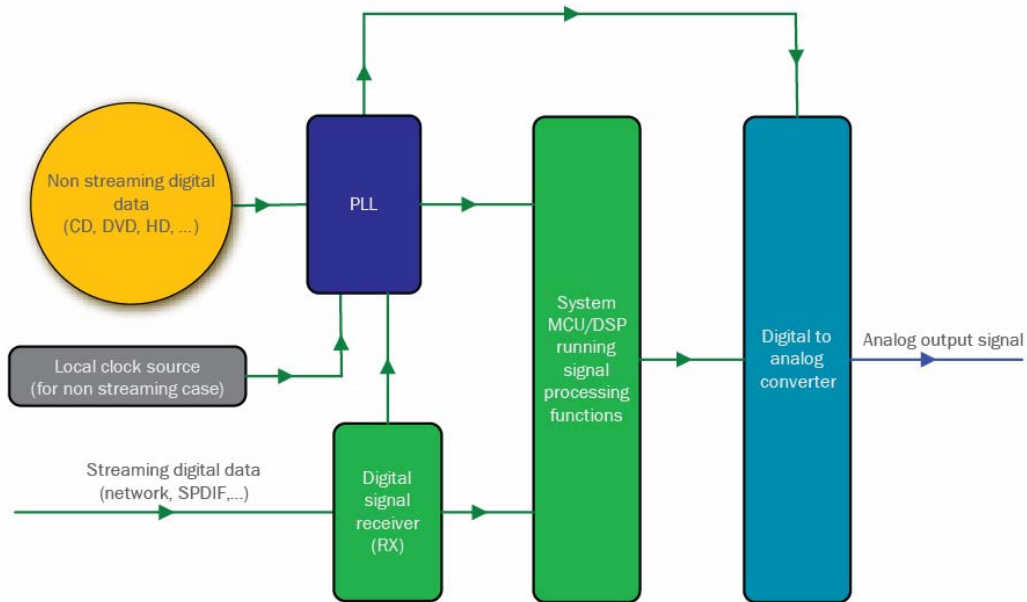 Non streaming digital
data
(CD, DVD, HD, ...)
PLL
Local clock source
(for non streaming case)
Streaming digital data
(network, SPDIF,...)
Digital
signal
receiver
(RX)
System
MCU/DSP
running
signal
processing
functions
Digital to
analog
converter
Analog output signal